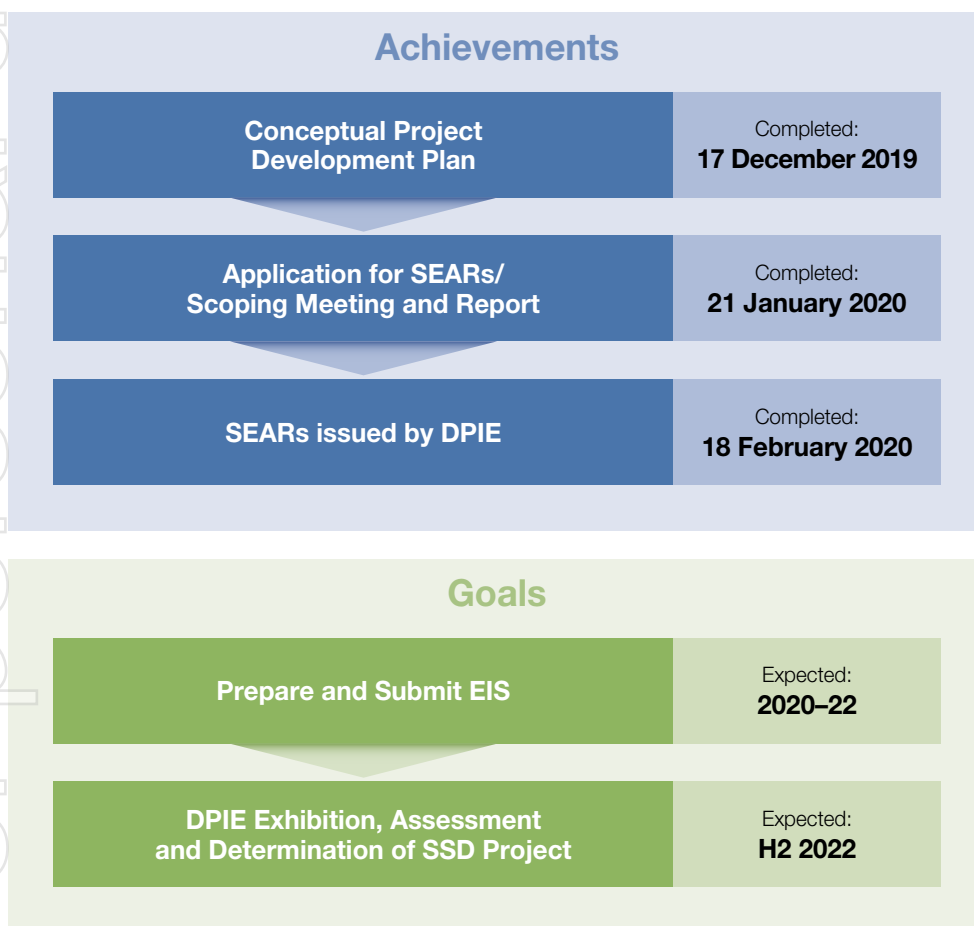 Achievements
Conceptual Project
Development Plan
Completed:
17 December 2019
Application for SEARs/
Scoping Meeting and Report
Completed:
21 January 2020
SEARs issued by DPIE
Completed:
18 February 2020
Goals
Prepare and Submit EIS
Expected:
2020–22
DPIE Exhibition, Assessment
and Determination of SSD Project
Expected:
H2 2022